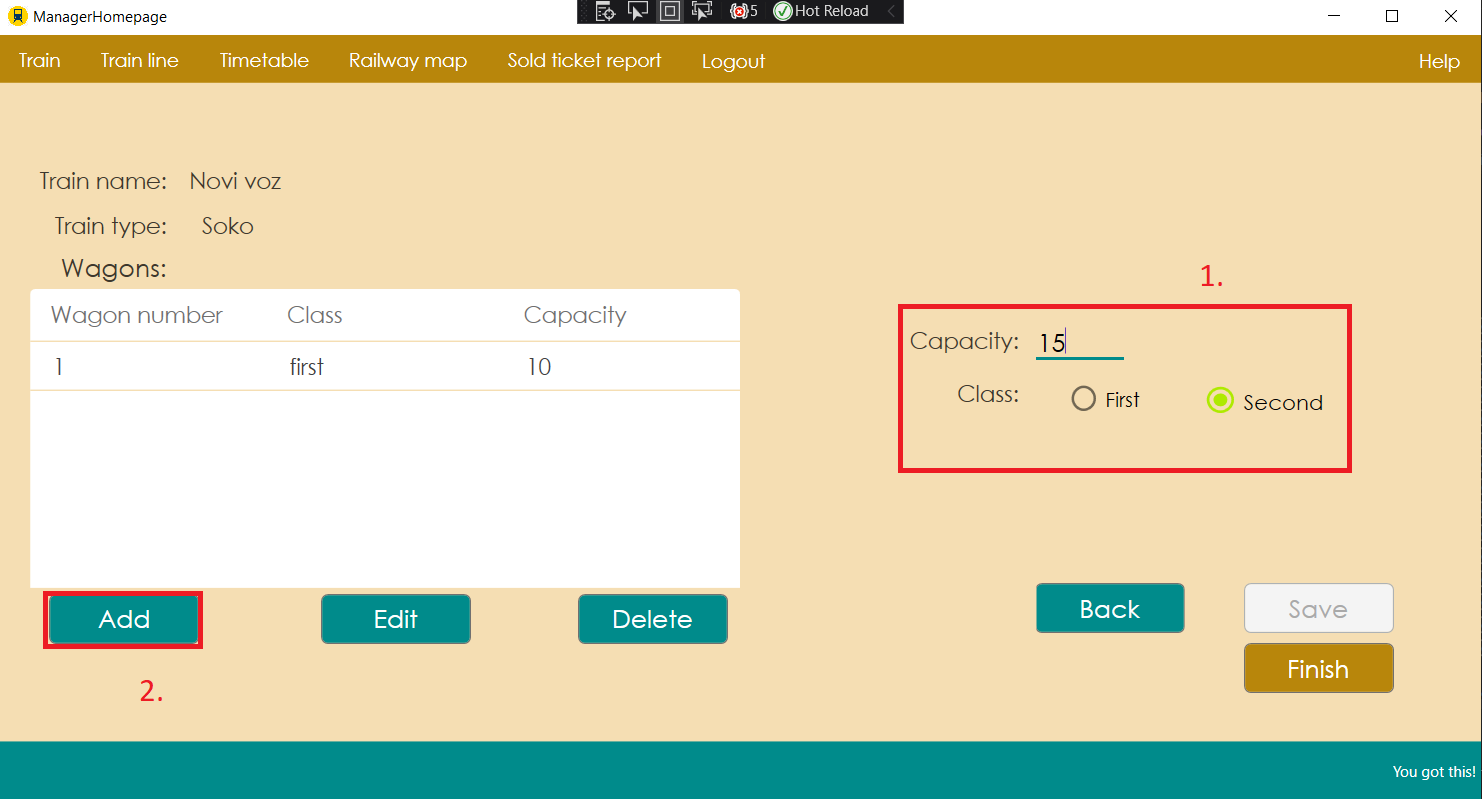 ManagerHomepage
5 Hot Reload
Train Train line Timetable Railway map Sold ticket report Logout Help
Train name: Novi voz
Train type: Soko
Wagons:
Wagon number Class Capacity
1 first 10
1.
Capacity: 15
Class: First Second
Add Edit Delete
2.
Back Save
Finish
You got this!